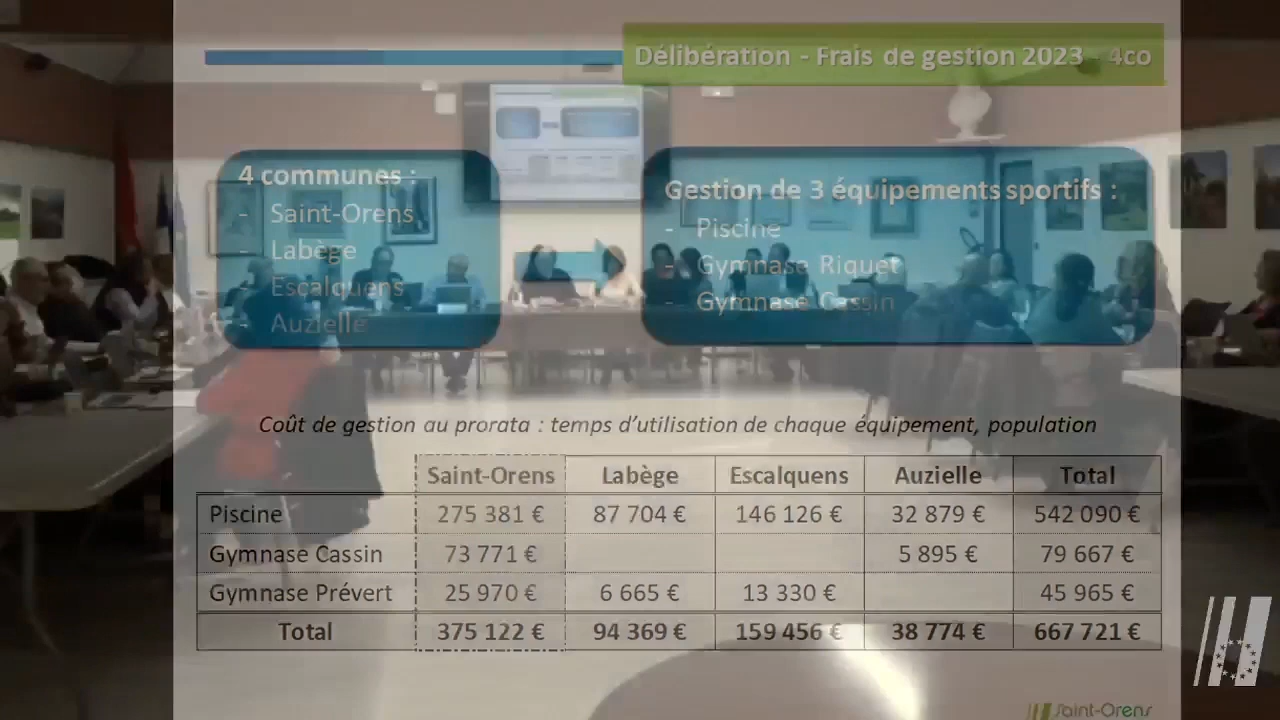 Délibération - Frais de gestion 2023 - 4co
4 communes :
- Saint-Orens
- Labège
- Escalquens
- Auzielle
Gestion de 3 équipements sportifs :
- Piscine
- Gymnase Riquet
- Gymnase Cassin
Coût de gestion au prorata : temps d'utilisation de chaque équipement, population
Saint-Orens Labège Escalquens Auzielle Total
Piscine 275 381 € 87 704 € 146 126 € 32 879 € 542 090 €
Gymnase Cassin 73 771 € 5 895 € 79 667 €
Gymnase Prévert 25 970 € 6 665 € 13 330 € 45 965 €
Total 375 122 € 94 369 € 159 456 € 38 774 € 667 721 €
Saint-Orens